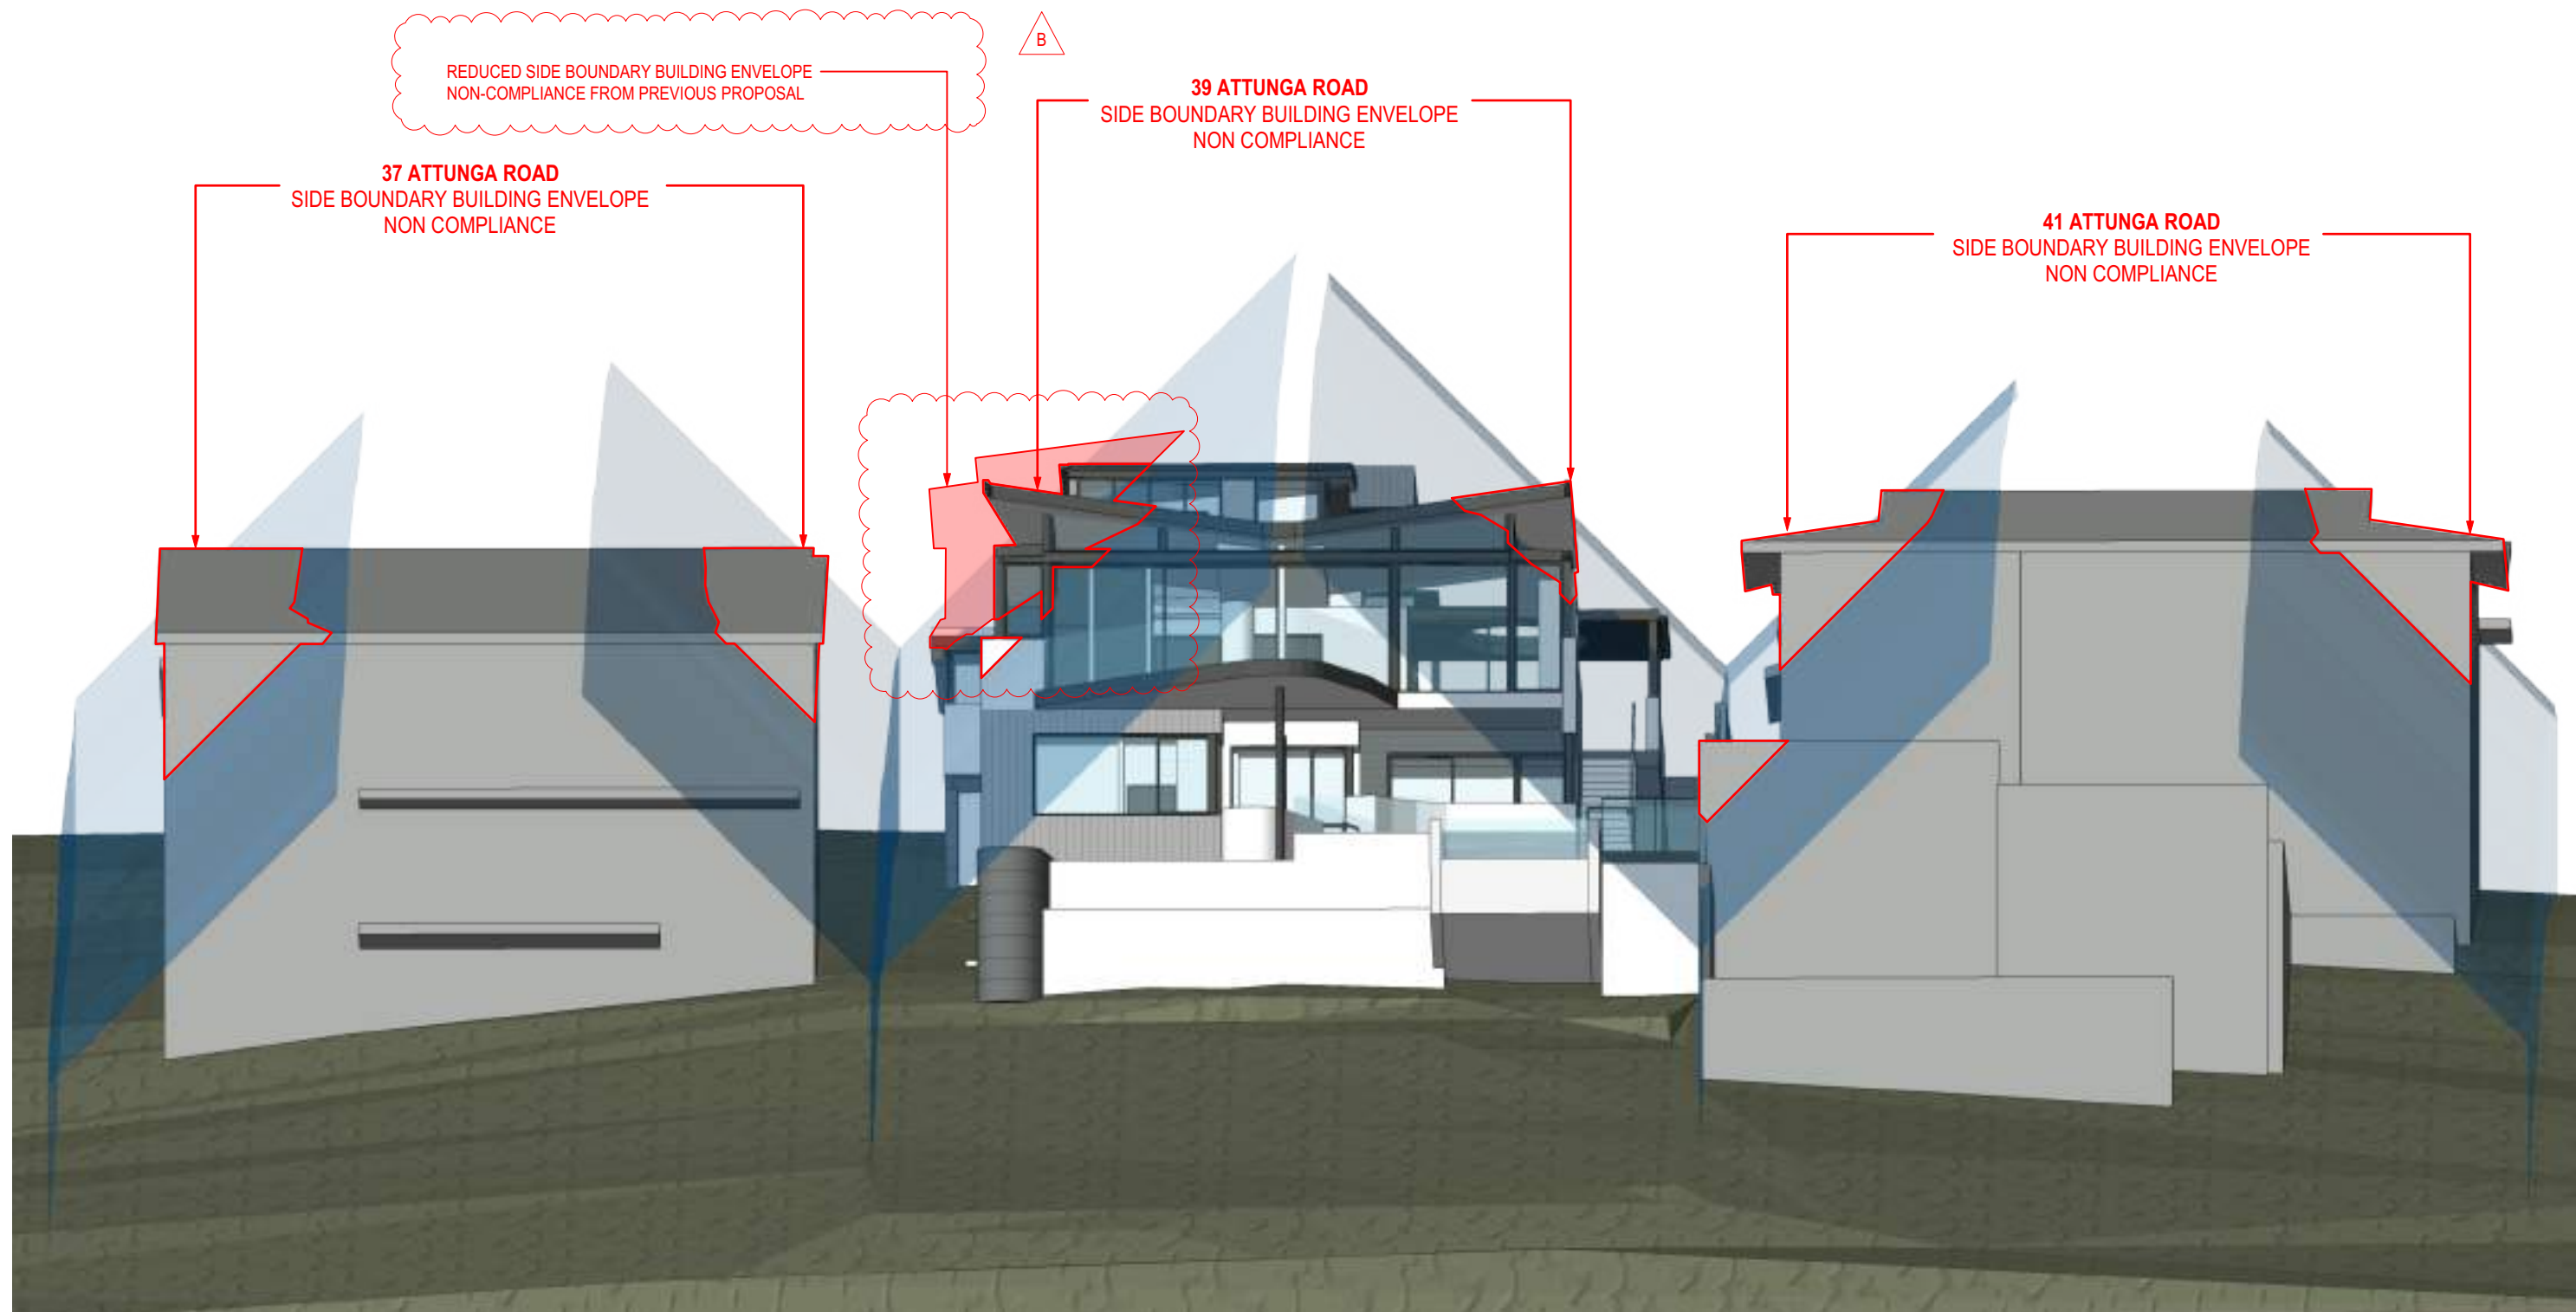 REDUCED SIDE BOUNDARY BUILDING ENVELOPE
NON-COMPLIANCE FROM PREVIOUS PROPOSAL
B
39 ATTUNGA ROAD
SIDE BOUNDARY BUILDING ENVELOPE
NON COMPLIANCE
37 ATTUNGA ROAD
SIDE BOUNDARY BUILDING ENVELOPE
NON COMPLIANCE
41 ATTUNGA ROAD
SIDE BOUNDARY BUILDING ENVELOPE
NON COMPLIANCE